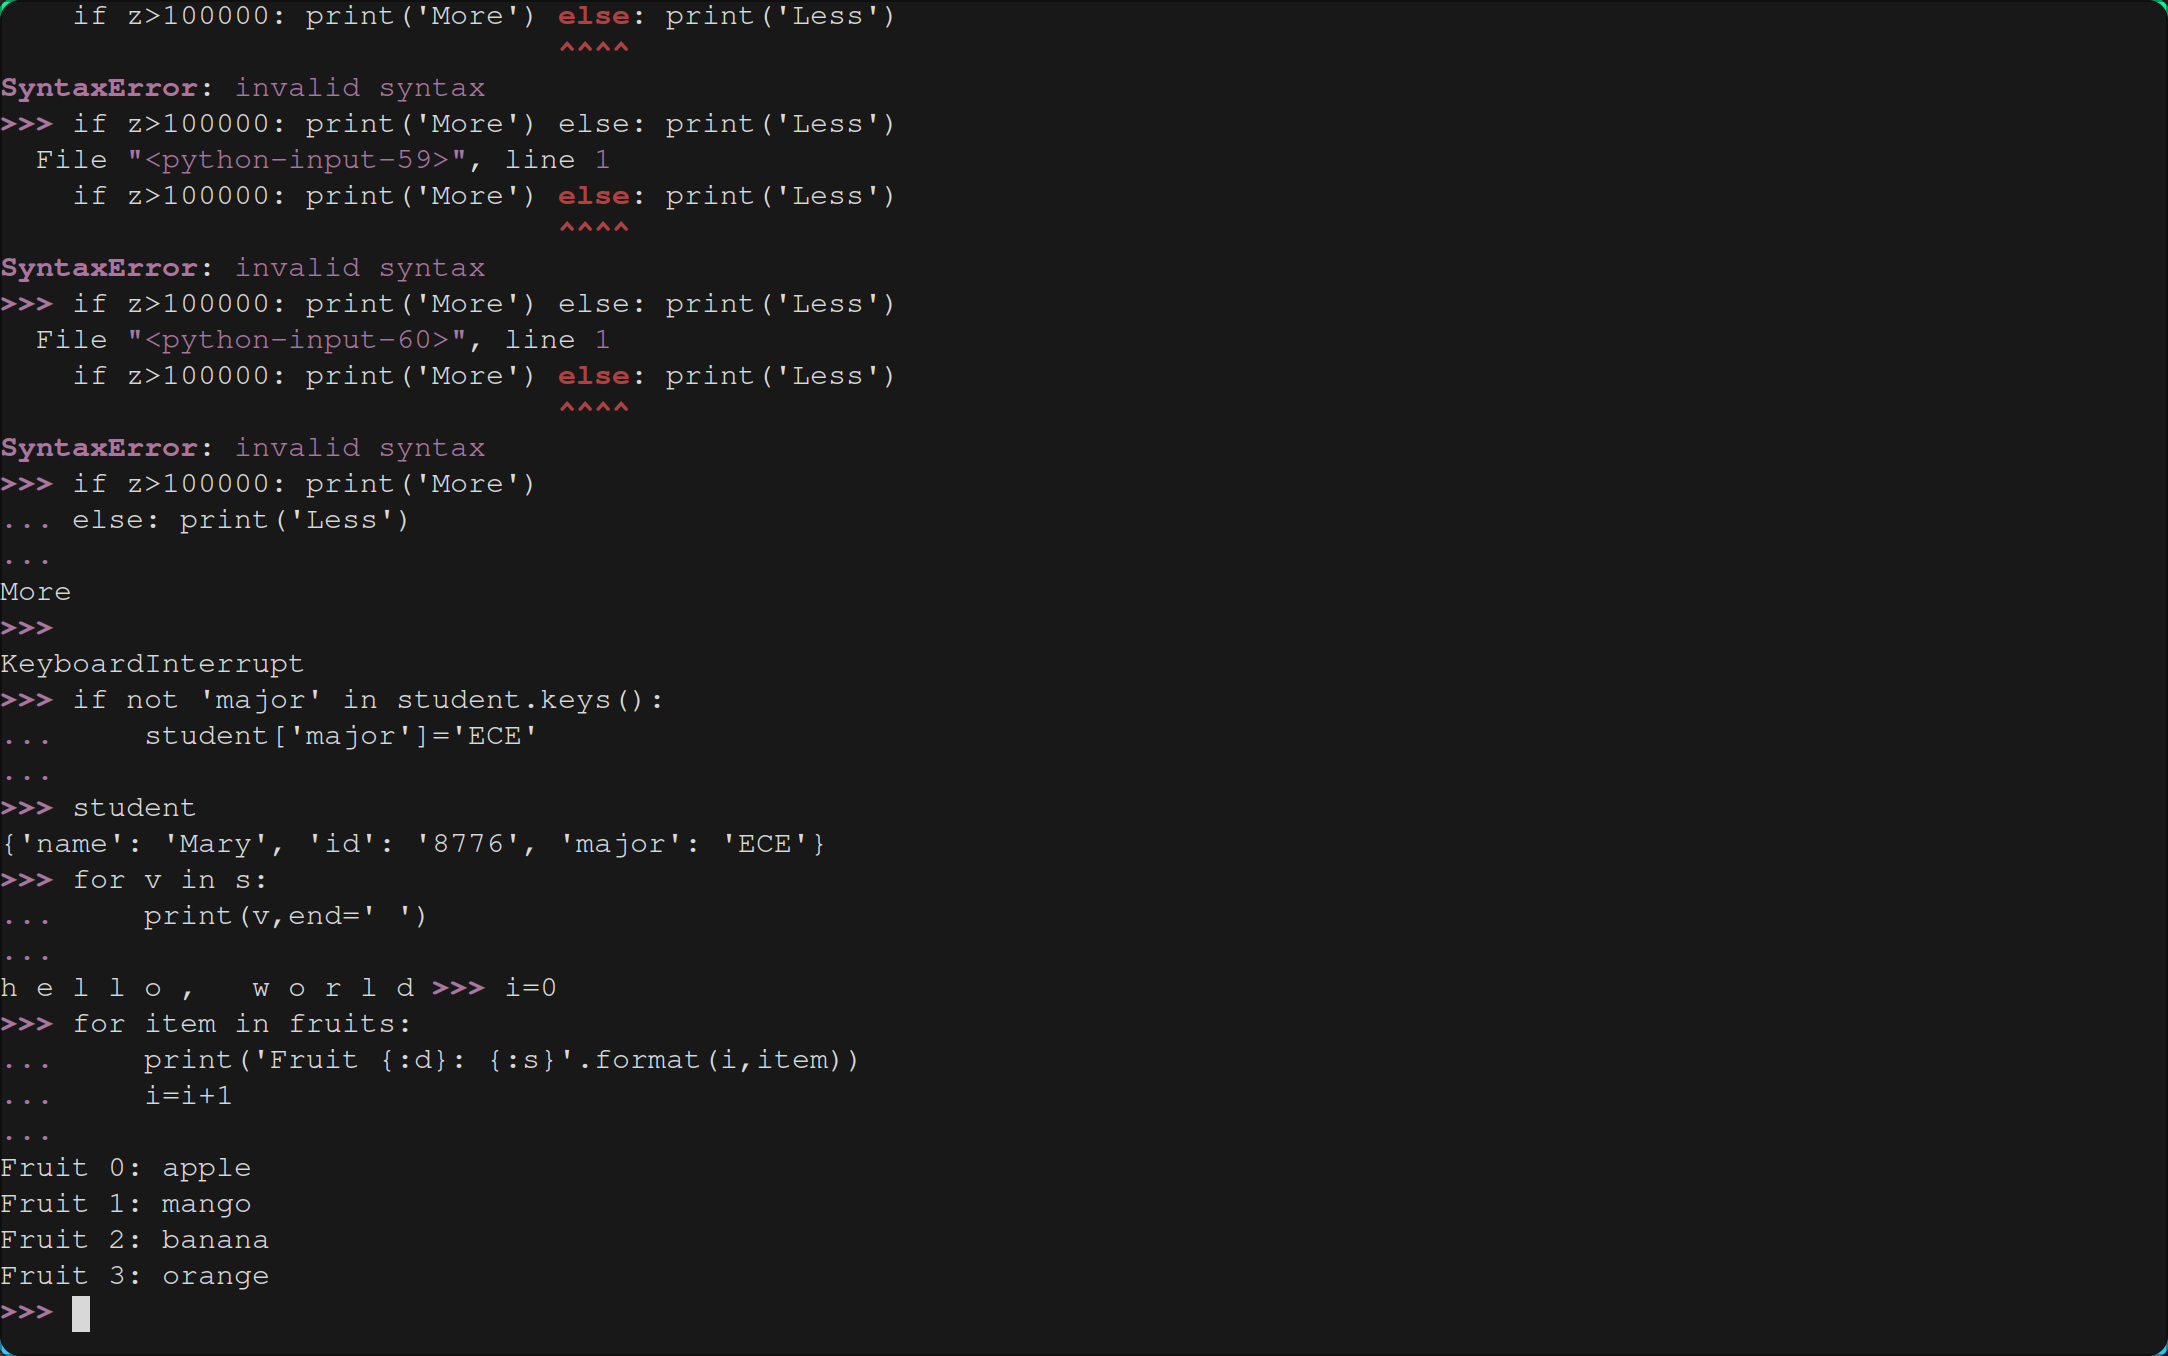 if z>100000: print('More') else: print('Less')
                               ^^^^
SyntaxError: invalid syntax
>>> if z>100000: print('More') else: print('Less')
  File "<python-input-59>", line 1
    if z>100000: print('More') else: print('Less')
                               ^^^^
SyntaxError: invalid syntax
>>> if z>100000: print('More') else: print('Less')
  File "<python-input-60>", line 1
    if z>100000: print('More') else: print('Less')
                               ^^^^
SyntaxError: invalid syntax
>>> if z>100000: print('More')
... else: print('Less')
...
More
>>>
KeyboardInterrupt
>>> if not 'major' in student.keys():
...     student['major']='ECE'
...
>>> student
{'name': 'Mary', 'id': '8776', 'major': 'ECE'}
>>> for v in s:
...     print(v,end=' ')
...
h e l l o ,   w o r l d >>> i=0
>>> for item in fruits:
...     print('Fruit {:d}: {:s}'.format(i,item))
...     i=i+1
...
Fruit 0: apple
Fruit 1: mango
Fruit 2: banana
Fruit 3: orange
>>>